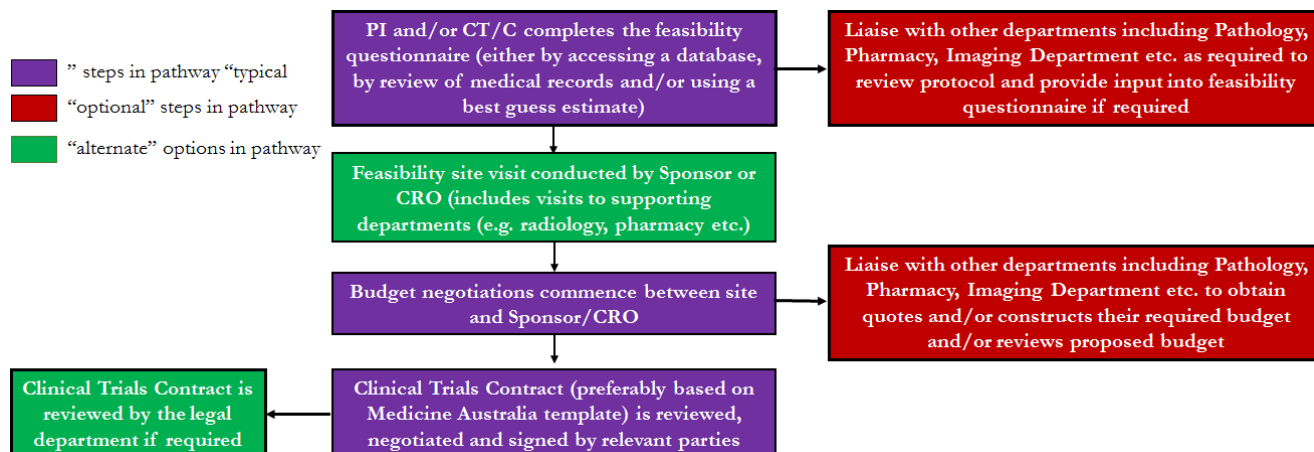 PI and/or CT/C completes the feasibility
questionnaire (either by accessing a database,
by review of medical records and/or using a
best guess estimate)
Liaise with other departments including Pathology,
Pharmacy, Imaging Department etc. as required to
review protocol and provide input into feasibility
questionnaire if required
” steps in pathway “typical
“optional” steps in pathway
“alternate” options in pathway
Feasibility site visit conducted by Sponsor or
CRO (includes visits to supporting
departments (e.g. radiology, pharmacy etc.)
Budget negotiations commence between site
and Sponsor/CRO
Liaise with other departments including Pathology,
Pharmacy, Imaging Department etc. to obtain
quotes and/or constructs their required budget
and/or reviews proposed budget
Clinical Trials Contract is
reviewed by the legal
department if required
Clinical Trials Contract (preferably based on
Medicine Australia template) is reviewed,
negotiated and signed by relevant parties